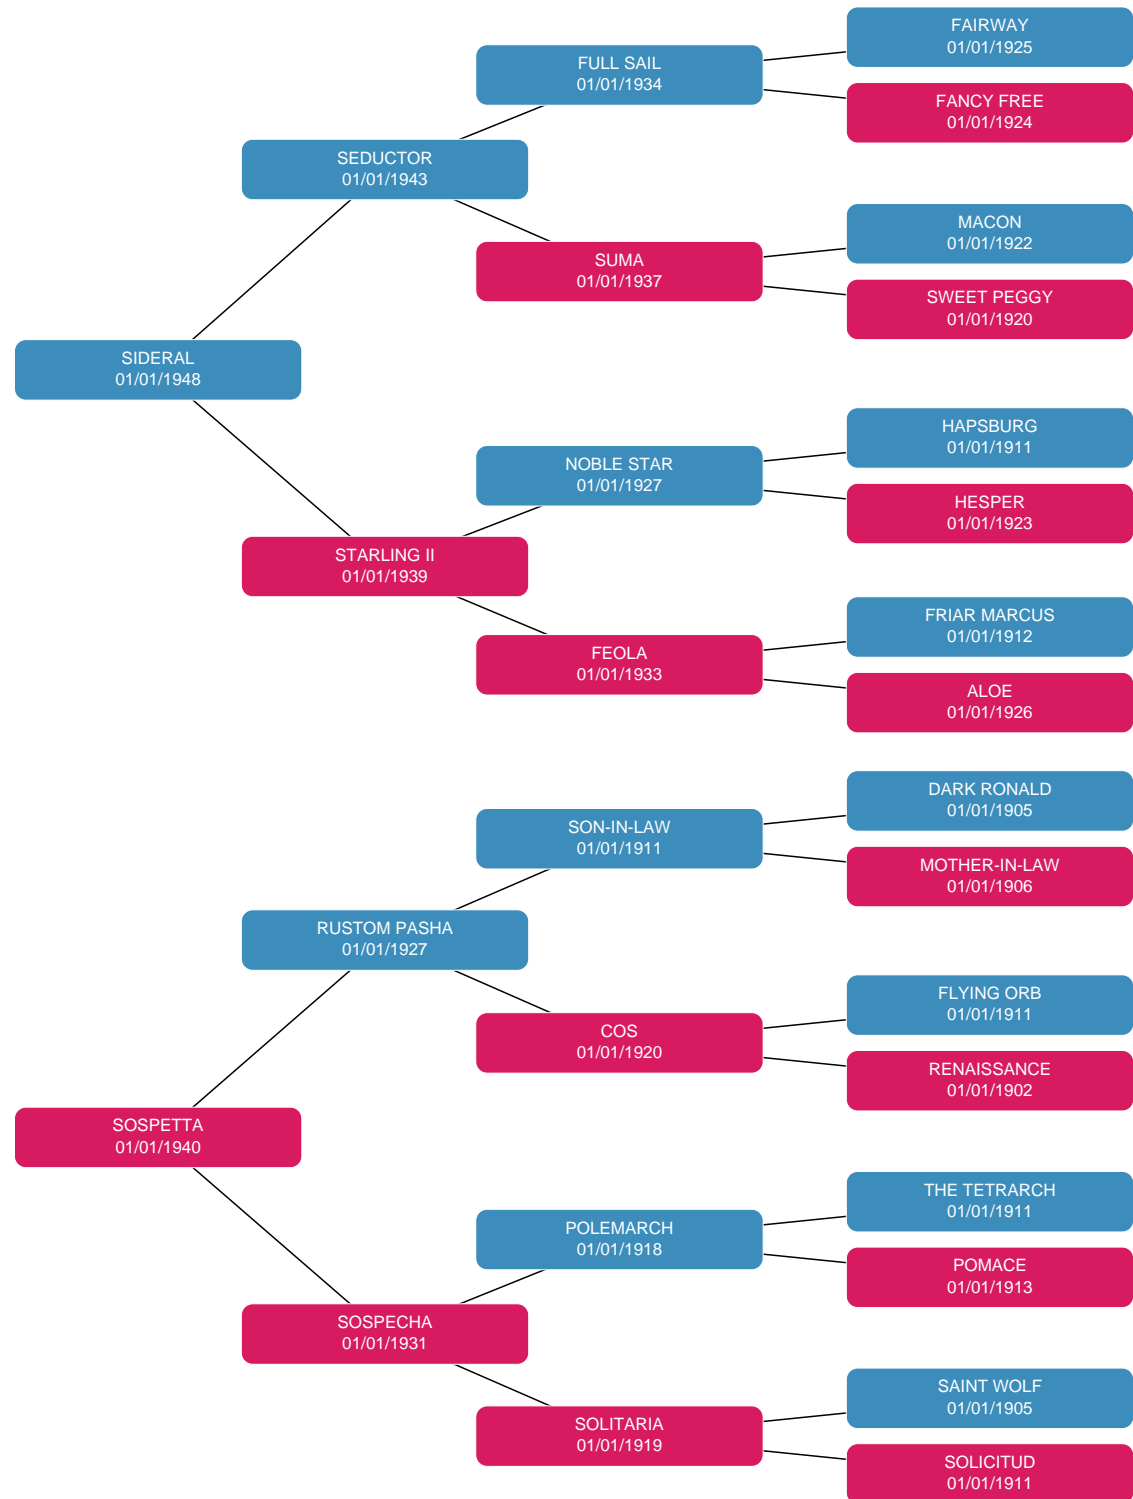 FAIRWAY
01/01/1925
FULL SAIL
01/01/1934
FANCY FREE
01/01/1924
SEDUCTOR
01/01/1943
MACON
01/01/1922
SUMA
01/01/1937
SWEET PEGGY
01/01/1920
SIDERAL
01/01/1948
HAPSBURG
01/01/1911
NOBLE STAR
01/01/1927
HESPER
01/01/1923
STARLING II
01/01/1939
FRIAR MARCUS
01/01/1912
FEOLA
01/01/1933
ALOE
01/01/1926
DARK RONALD
01/01/1905
SON-IN-LAW
01/01/1911
MOTHER-IN-LAW
01/01/1906
RUSTOM PASHA
01/01/1927
FLYING ORB
01/01/1911
COS
01/01/1920
RENAISSANCE
01/01/1902
SOSPETTA
01/01/1940
THE TETRARCH
01/01/1911
POLEMARCH
01/01/1918
POMACE
01/01/1913
SOSPECHA
01/01/1931
SAINT WOLF
01/01/1905
SOLITARIA
01/01/1919
SOLICITUD
01/01/1911